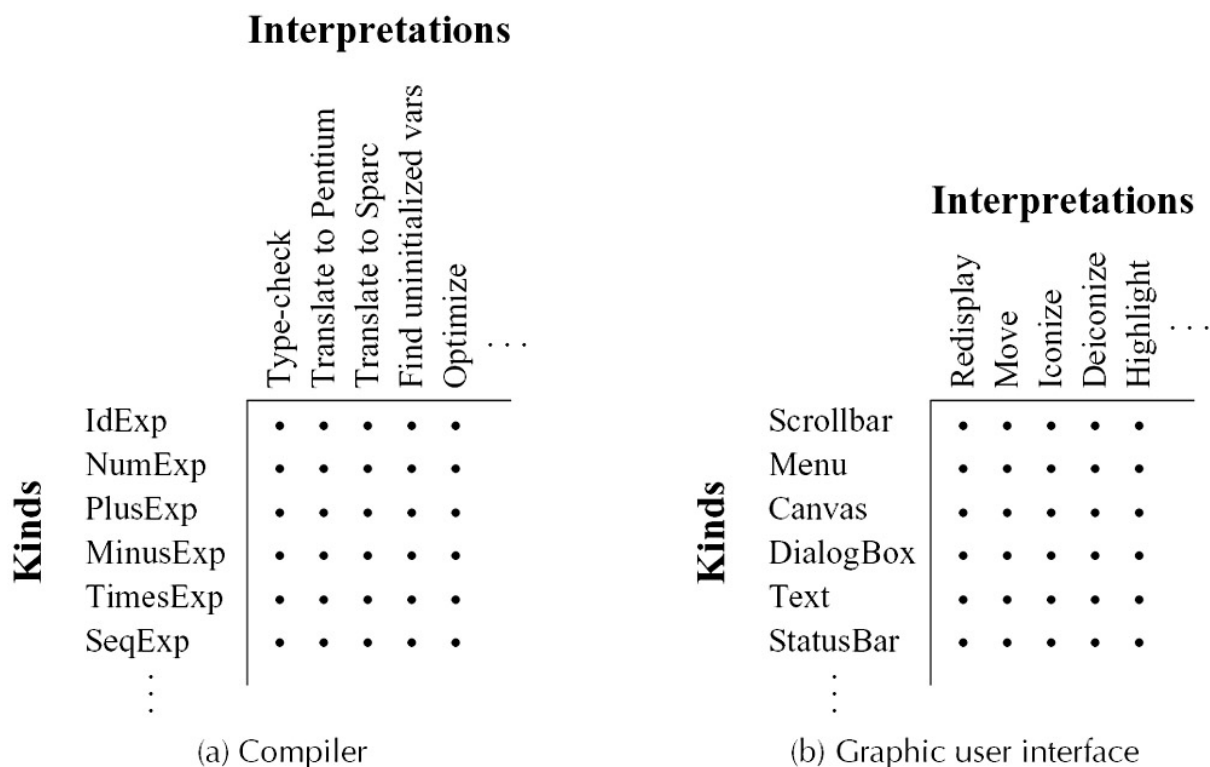 Interpretations
Type-check
Translate to Pentium
Translate to Sparc
Find uninitialized vars
Optimize
. . .
Kinds
IdExp
NumExp
PlusExp
MinusExp
TimesExp
SeqExp
(a) Compiler
Interpretations
Redisplay
Move
Iconize
Deiconize
Highlight
. . .
Kinds
Scrollbar
Menu
Canvas
DialogBox
Text
StatusBar
(b) Graphic user interface